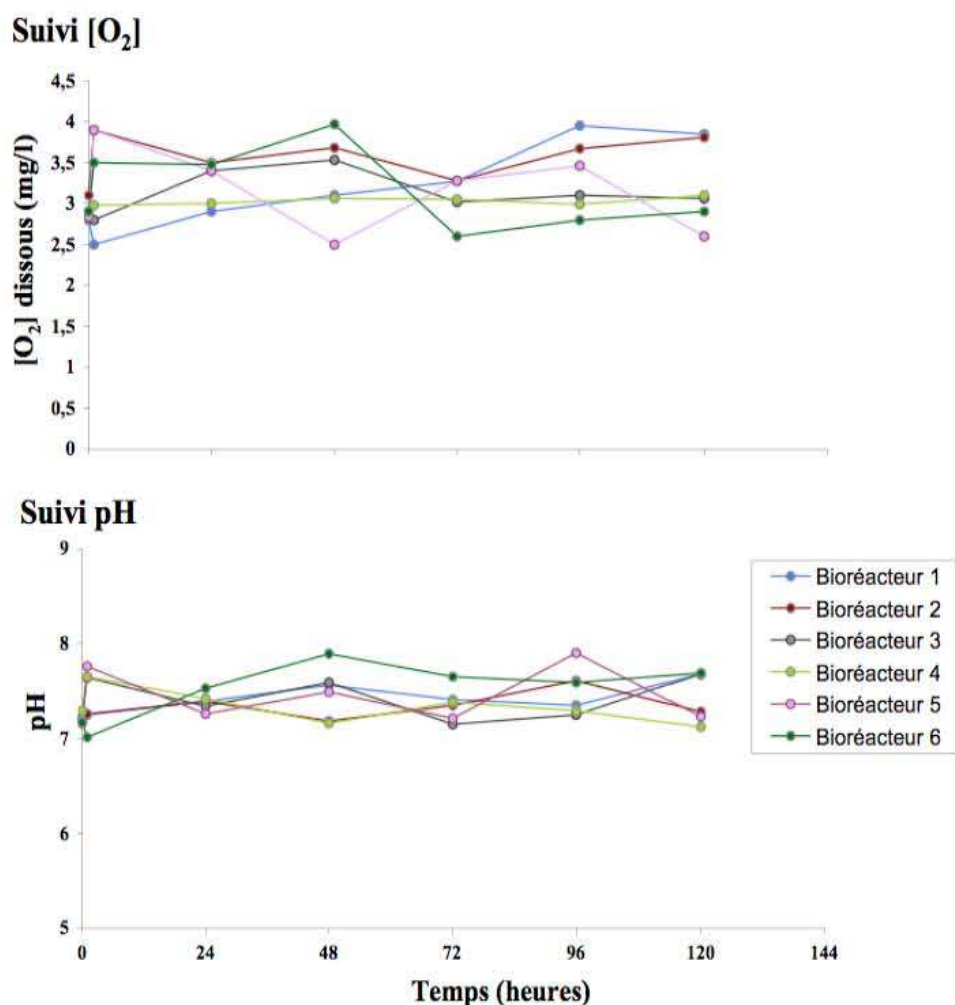 Suivi [O₂]
4,5
4
3,5
3
2,5
2
1,5
1
0,5
0
[O₂] dissous (mg/l)
Suivi pH
9
8
7
6
5
pH
0 24 48 72 96 120 144
Temps (heures)
Bioréacteur 1
Bioréacteur 2
Bioréacteur 3
Bioréacteur 4
Bioréacteur 5
Bioréacteur 6